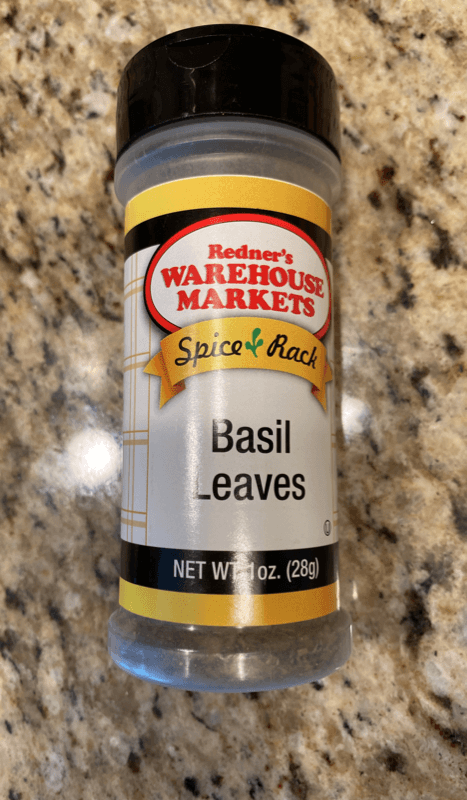 Redner's
WAREHOUSE
MARKETS
Spice Rack
Basil
Leaves
NET WT 1oz. (28g)